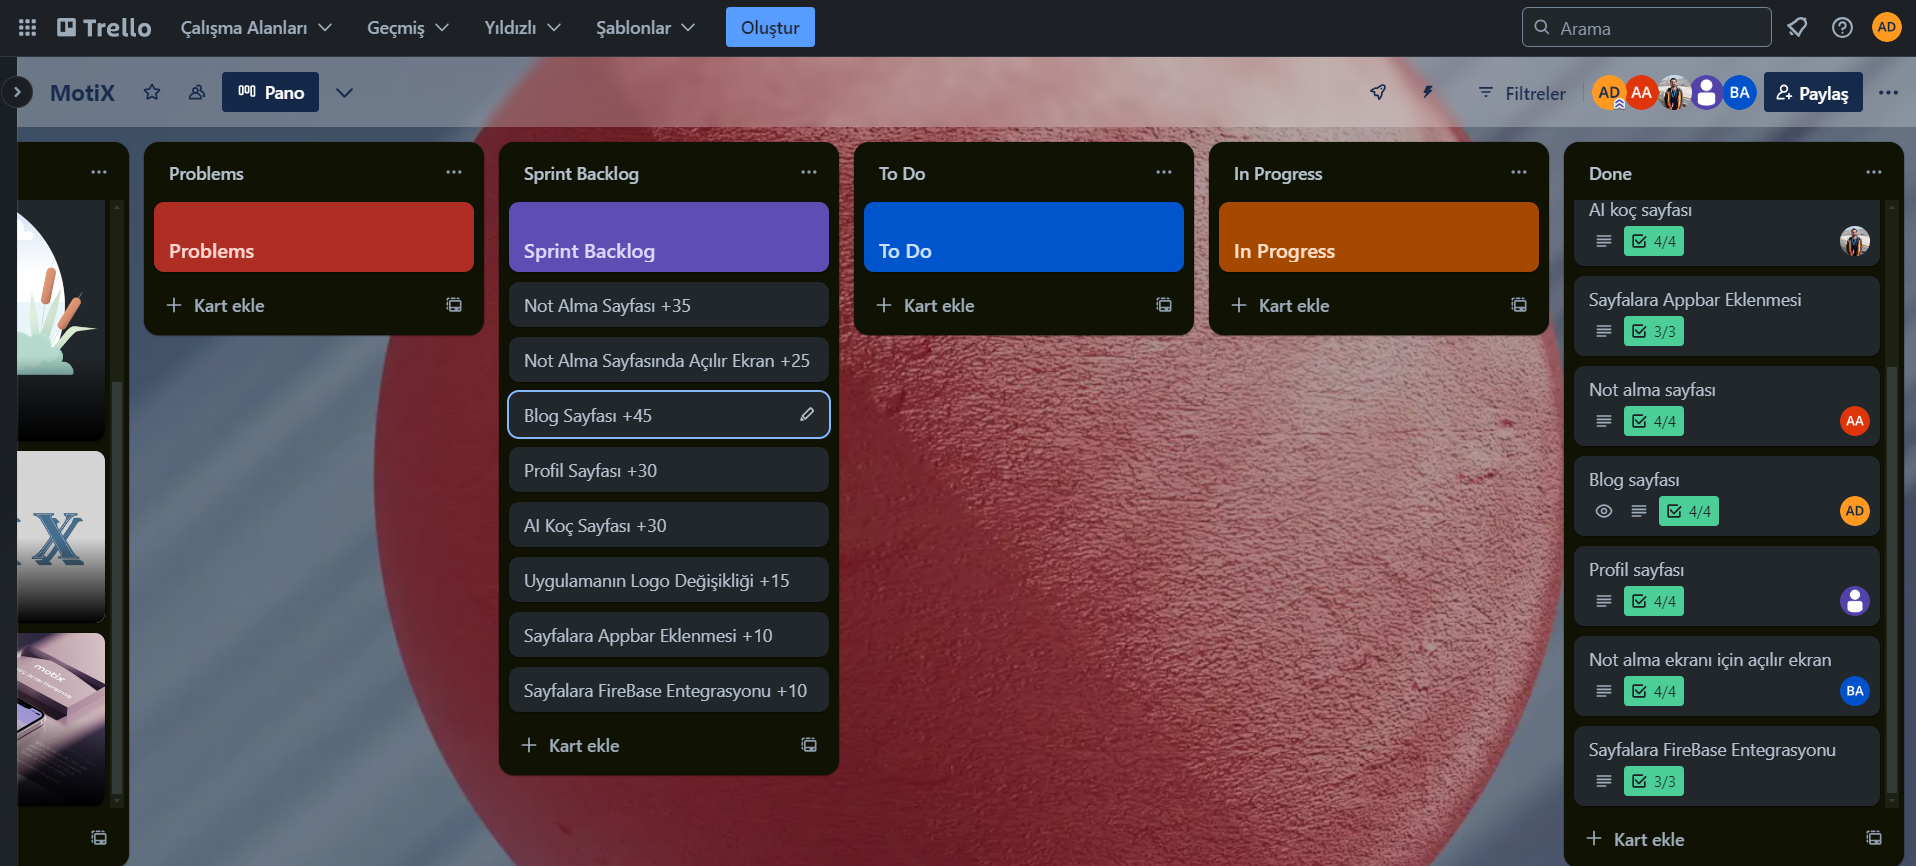 Trello
Çalışma Alanları
Geçmiş
Yıldızlı
Şablonlar
Oluştur
Arama
AD
MotiX
Pano
Filtreler
AD
AA
BA
Paylaş
X
motix
Problems
Problems
Kart ekle
Sprint Backlog
Sprint Backlog
Not Alma Sayfası +35
Not Alma Sayfasında Açılır Ekran +25
Blog Sayfası +45
Profil Sayfası +30
AI Koç Sayfası +30
Uygulamanın Logo Değişikliği +15
Sayfalara Appbar Eklenmesi +10
Sayfalara FireBase Entegrasyonu +10
Kart ekle
To Do
To Do
Kart ekle
In Progress
In Progress
Kart ekle
Done
AI koç sayfası
4/4
Sayfalara Appbar Eklenmesi
3/3
Not alma sayfası
4/4
AA
Blog sayfası
4/4
AD
Profil sayfası
4/4
Not alma ekranı için açılır ekran
4/4
BA
Sayfalara FireBase Entegrasyonu
3/3
Kart ekle